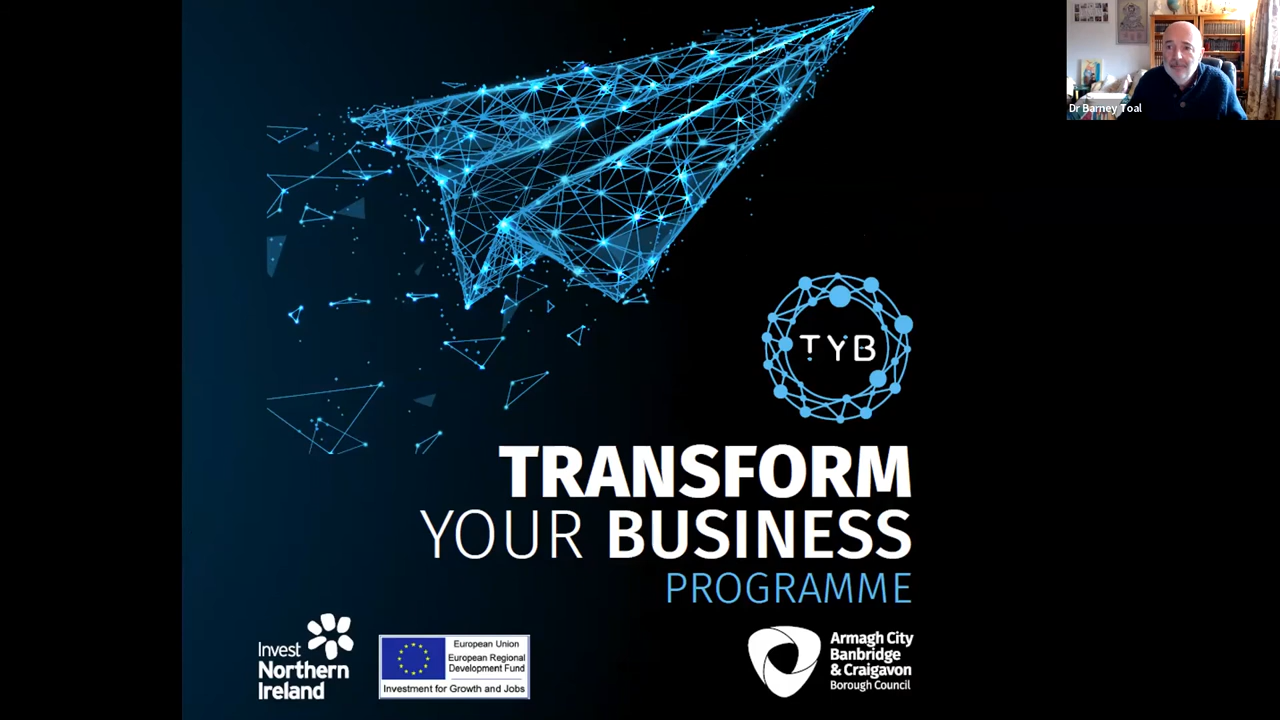 Dr Barney Toal
TYB
TRANSFORM
YOUR BUSINESS
PROGRAMME
Invest
Northern
Ireland
European Union
European Regional
Development Fund
Investment for Growth and Jobs
Armagh City
Banbridge
& Craigavon
Borough Council